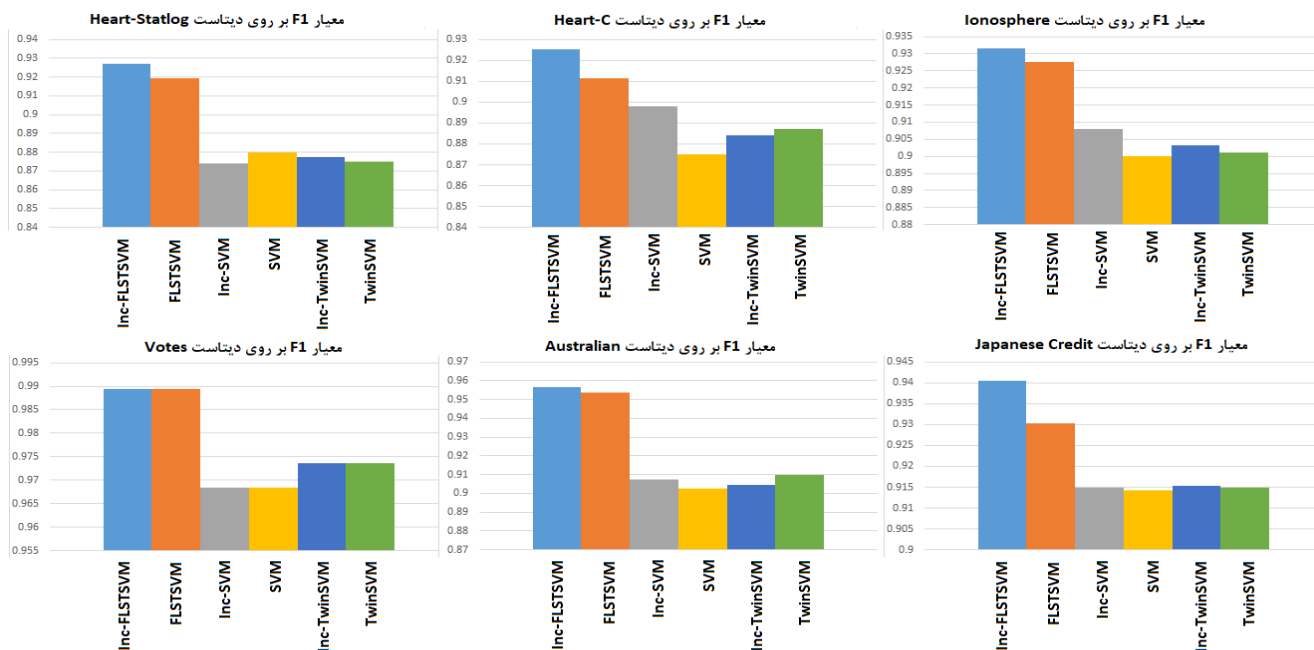 معیار F1 بر روی دیتاست Heart-Statlog
0.94
0.93
0.92
0.91
0.9
0.89
0.88
0.87
0.86
0.85
0.84
Inc-FLSTSVM
FLSTSVM
Inc-SVM
SVM
Inc-TwinSVM
TwinSVM
معیار F1 بر روی دیتاست Heart-C
0.93
0.92
0.91
0.9
0.89
0.88
0.87
0.86
0.85
0.84
Inc-FLSTSVM
FLSTSVM
Inc-SVM
SVM
Inc-TwinSVM
TwinSVM
معیار F1 بر روی دیتاست Ionosphere
0.935
0.93
0.925
0.92
0.915
0.91
0.905
0.9
0.895
0.89
0.885
0.88
Inc-FLSTSVM
FLSTSVM
Inc-SVM
SVM
Inc-TwinSVM
TwinSVM
معیار F1 بر روی دیتاست Votes
0.995
0.99
0.985
0.98
0.975
0.97
0.965
0.96
0.955
Inc-FLSTSVM
FLSTSVM
Inc-SVM
SVM
Inc-TwinSVM
TwinSVM
معیار F1 بر روی دیتاست Australian
0.97
0.96
0.95
0.94
0.93
0.92
0.91
0.9
0.89
0.88
0.87
Inc-FLSTSVM
FLSTSVM
Inc-SVM
SVM
Inc-TwinSVM
TwinSVM
معیار F1 بر روی دیتاست Japanese Credit
0.945
0.94
0.935
0.93
0.925
0.92
0.915
0.91
0.905
0.9
Inc-FLSTSVM
FLSTSVM
Inc-SVM
SVM
Inc-TwinSVM
TwinSVM